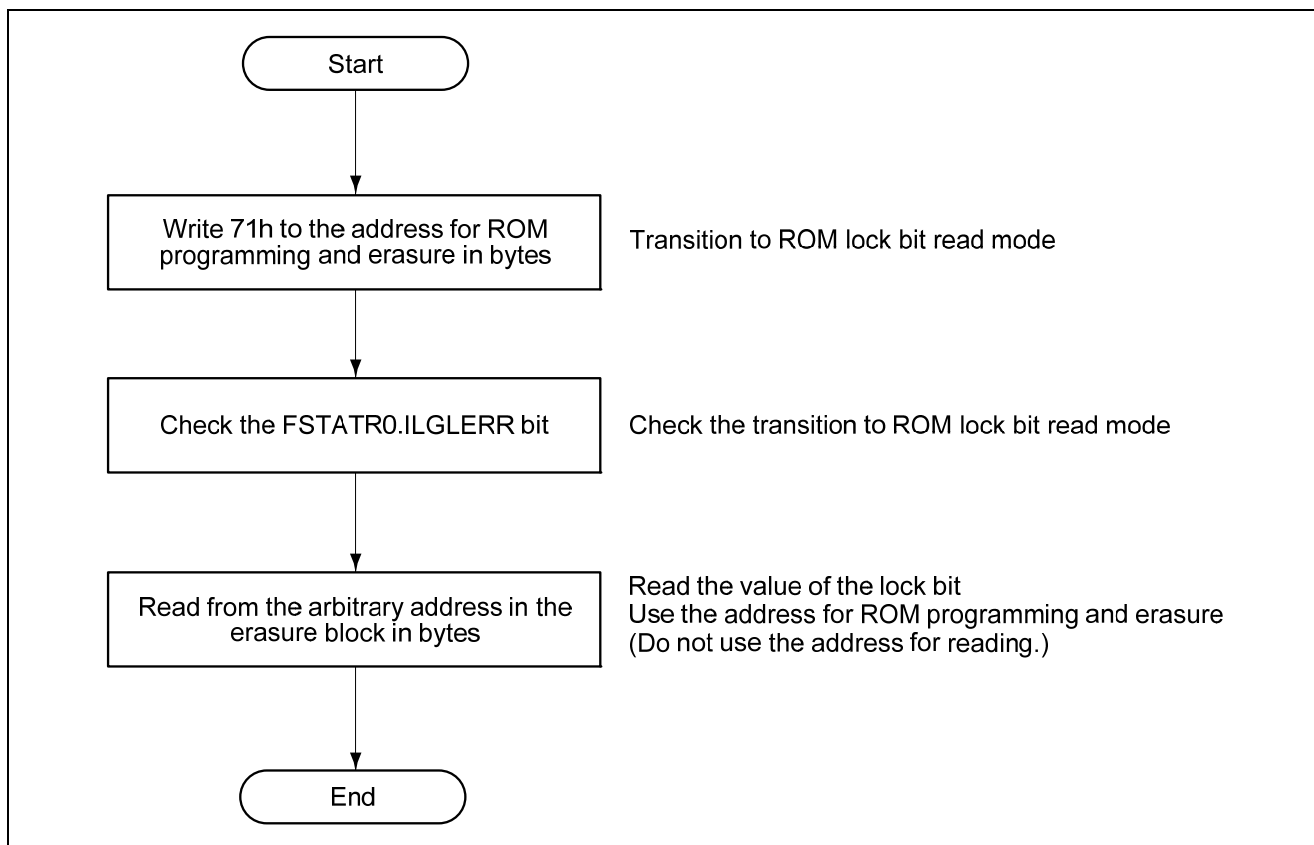 Start
Write 71h to the address for ROM
programming and erasure in bytes
Transition to ROM lock bit read mode
Check the FSTATR0.ILGLERR bit
Check the transition to ROM lock bit read mode
Read from the arbitrary address in the
erasure block in bytes
Read the value of the lock bit
Use the address for ROM programming and erasure
(Do not use the address for reading.)
End